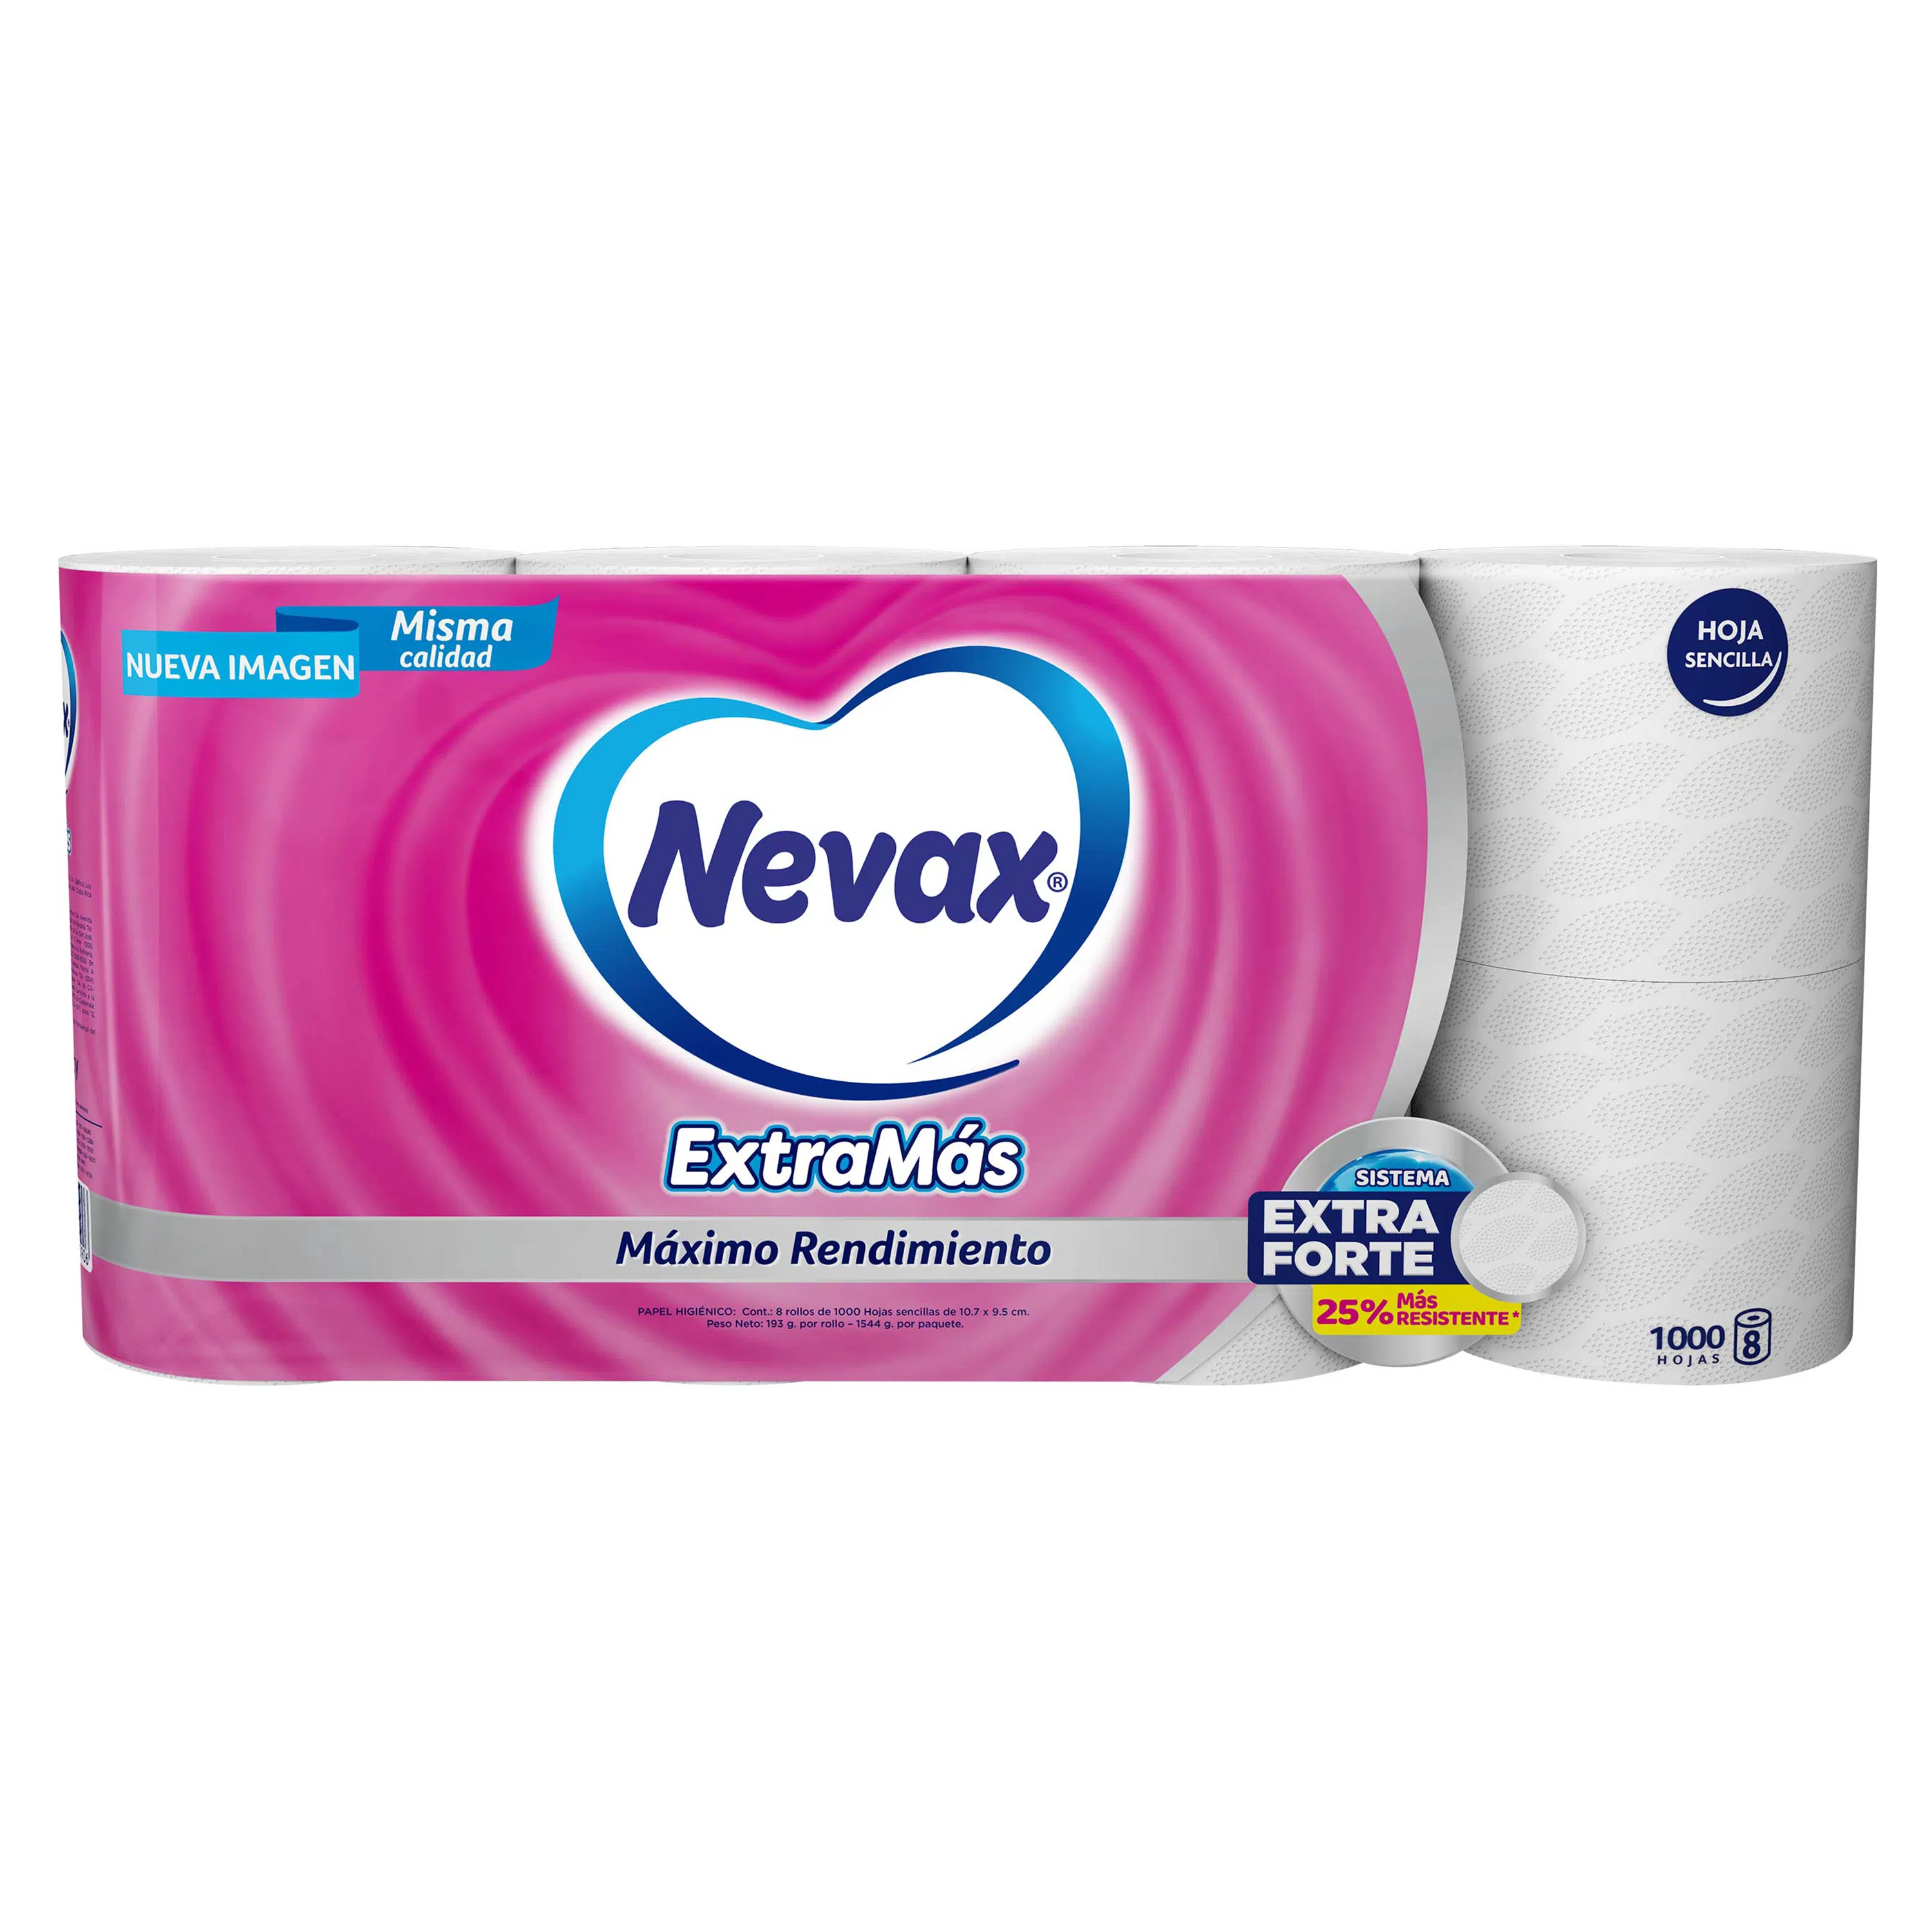 NUEVA IMAGEN
Misma
calidad
HOJA
SENCILLA
Nevax®
ExtraMás
Máximo Rendimiento
PAPEL HIGIÉNICO: Cont.: 8 rollos de 1000 Hojas sencillas de 10.7 x 9.5 cm.
Peso Neto: 193 g. por rollo – 1544 g. por paquete.
SISTEMA
EXTRA
FORTE
25% Más
RESISTENTE*
1000
HOJAS
8